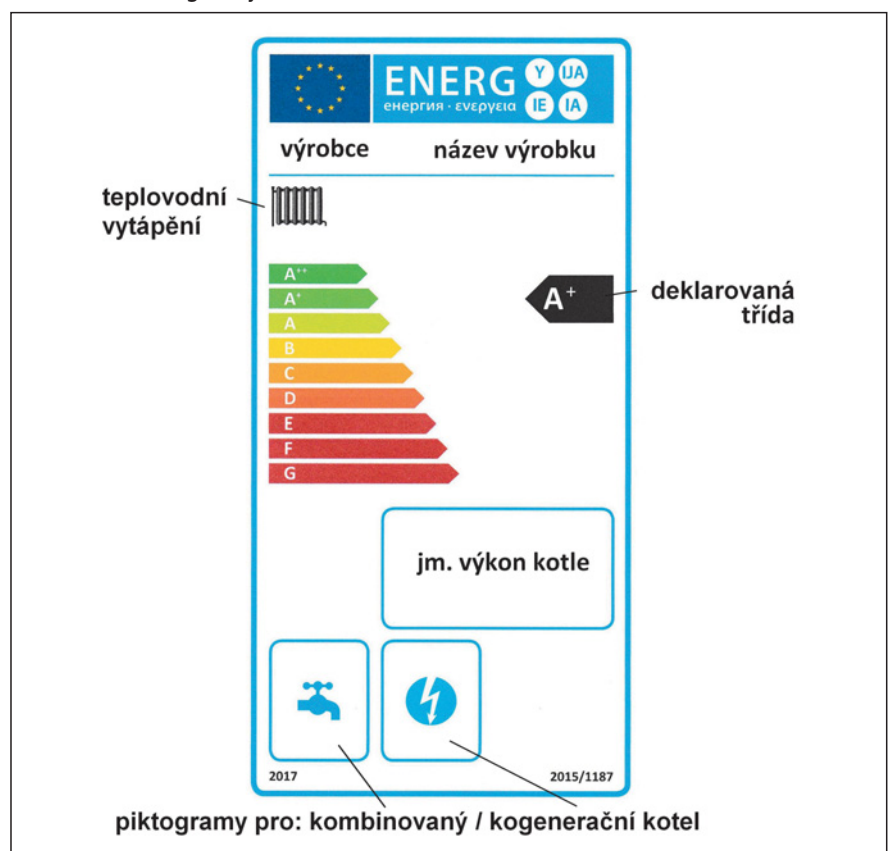 ENERG Y IJA
енергия · ενεργεια IE IA
výrobce název výrobku
teplovodní
vytápění
A++
A+
A
B
C
D
E
F
G
A+
deklarovaná
třída
jm. výkon kotle
2017 2015/1187
piktogramy pro: kombinovaný / kogenerační kotel